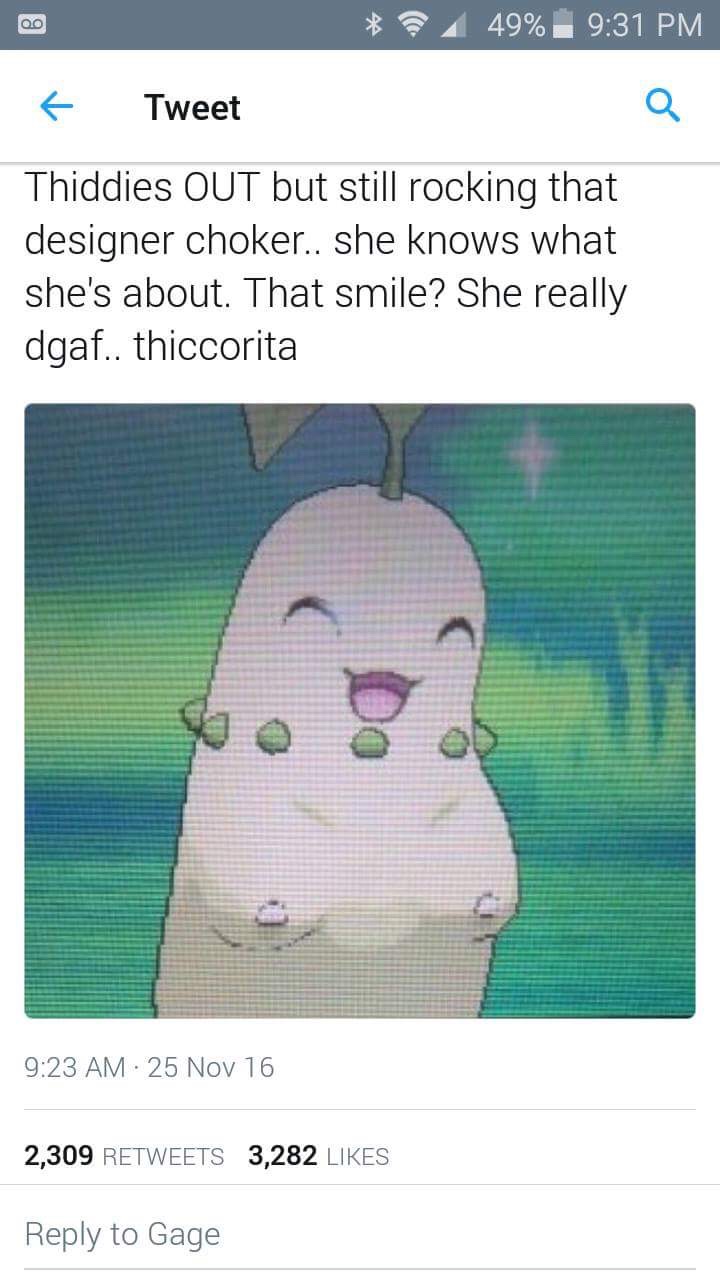 49% 9:31 PM
Tweet
Thiddies OUT but still rocking that
designer choker.. she knows what
she's about. That smile? She really
dgaf.. thiccorita
9:23 AM · 25 Nov 16
2,309 RETWEETS 3,282 LIKES
Reply to Gage